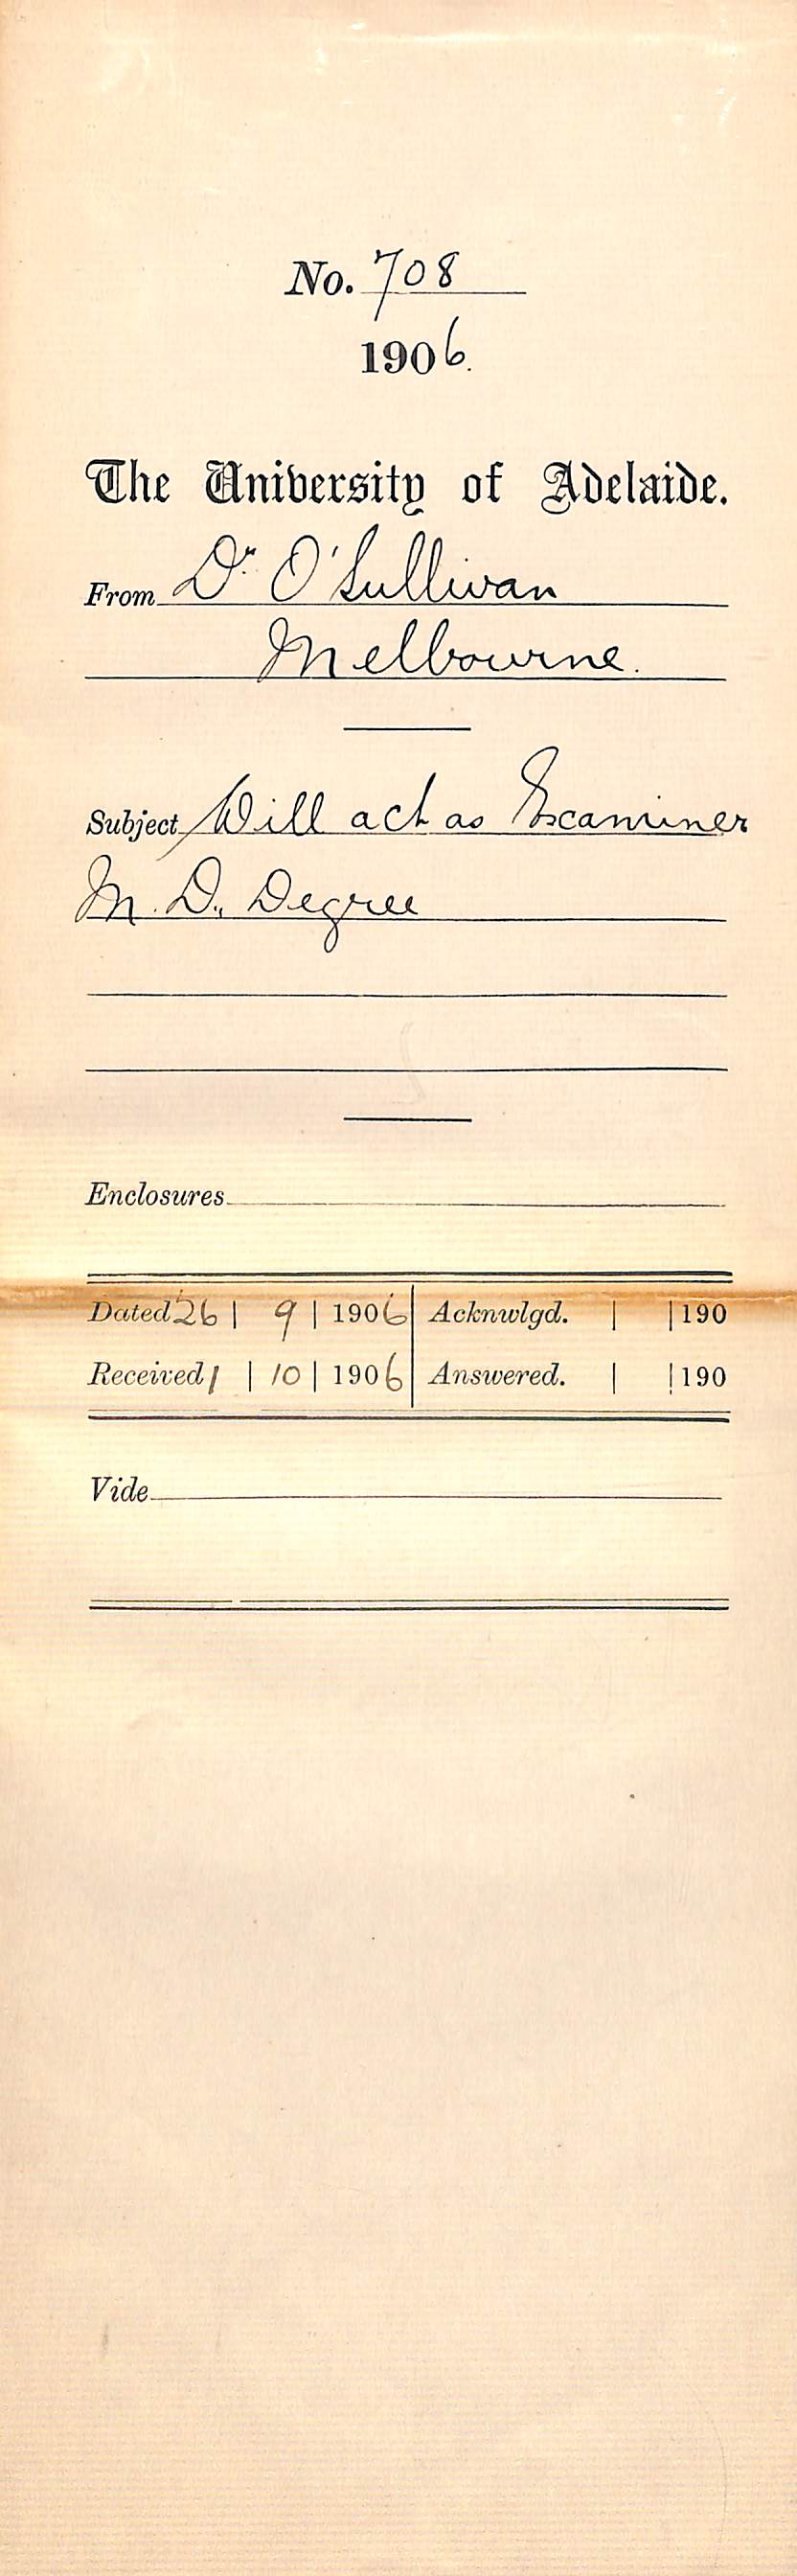 No. 708
1906.
The University of Adelaide.
From Dr. O'Sullivan
Melbourne.
Subject Will act as Examiner
M. D. Degree
Enclosures
Dated 26 | 9 | 1906 Acknwlgd. | | 190
Received 1 | 10 | 1906 Answered. | | 190
Vide